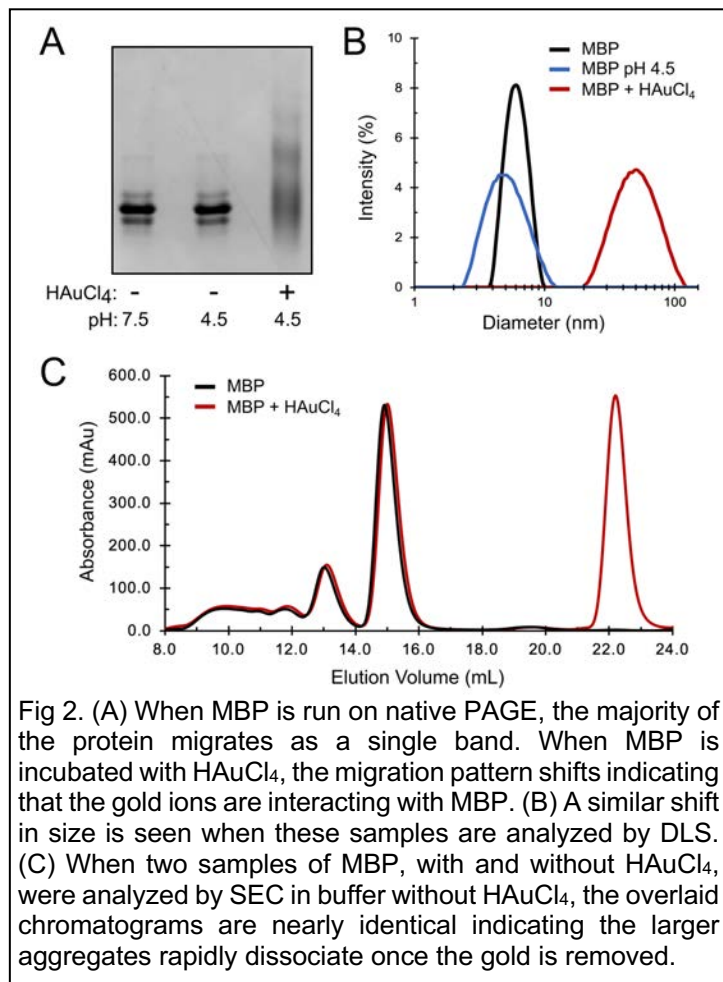 A
HAuCl₄: - - +
pH: 7.5 4.5 4.5
B
MBP
MBP pH 4.5
MBP + HAuCl₄
10
8
6
4
2
0
Intensity (%)
1 10 100
Diameter (nm)
C
MBP
MBP + HAuCl₄
600.0
500.0
400.0
300.0
200.0
100.0
0.0
Absorbance (mAu)
8.0 10.0 12.0 14.0 16.0 18.0 20.0 22.0 24.0
Elution Volume (mL)
Fig 2. (A) When MBP is run on native PAGE, the majority of
the protein migrates as a single band. When MBP is
incubated with HAuCl₄, the migration pattern shifts indicating
that the gold ions are interacting with MBP. (B) A similar shift
in size is seen when these samples are analyzed by DLS.
(C) When two samples of MBP, with and without HAuCl₄,
were analyzed by SEC in buffer without HAuCl₄, the overlaid
chromatograms are nearly identical indicating the larger
aggregates rapidly dissociate once the gold is removed.